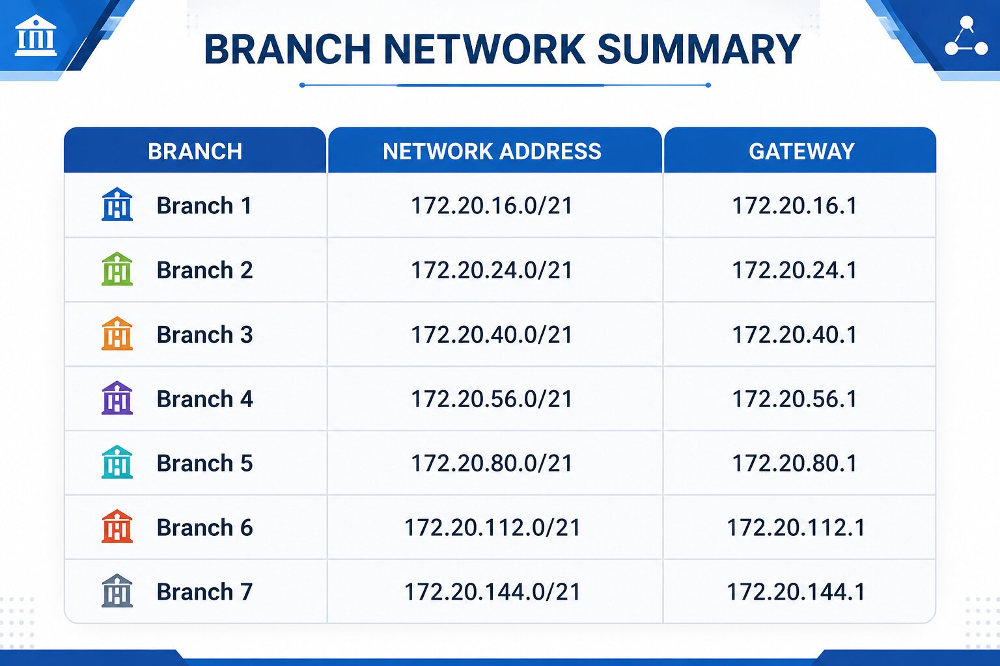 BRANCH NETWORK SUMMARY
BRANCH NETWORK ADDRESS GATEWAY
Branch 1 172.20.16.0/21 172.20.16.1
Branch 2 172.20.24.0/21 172.20.24.1
Branch 3 172.20.40.0/21 172.20.40.1
Branch 4 172.20.56.0/21 172.20.56.1
Branch 5 172.20.80.0/21 172.20.80.1
Branch 6 172.20.112.0/21 172.20.112.1
Branch 7 172.20.144.0/21 172.20.144.1